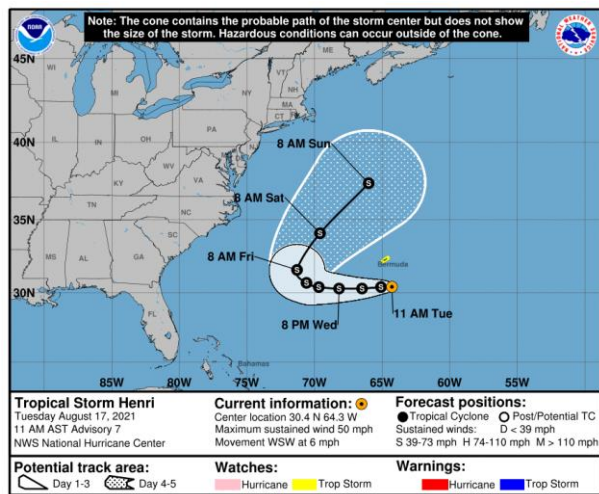 Note: The cone contains the probable path of the storm center but does not show
the size of the storm. Hazardous conditions can occur outside of the cone.
NOAA
45N
40N
35N
30N
WI
MI
NY
VT
NH
ME
MA
CT
IL
IN
OH
PA
NJ
KY
WV
VA
TN
NC
MS
AL
GA
SC
FL
8 AM Sun
8 AM Sat
8 AM Fri
8 PM Wed
11 AM Tue
Bermuda
Bahamas
S
S
S
S
S
S
S
S
85W
80W
75W
70W
65W
60W
55W
Tropical Storm Henri
Tuesday August 17, 2021
11 AM AST Advisory 7
NWS National Hurricane Center
Current information:
Center location 30.4 N 64.3 W
Maximum sustained wind 50 mph
Movement WSW at 6 mph
Forecast positions:
Tropical Cyclone Post/Potential TC
Sustained winds: D < 39 mph
S 39-73 mph H 74-110 mph M > 110 mph
Potential track area:
Day 1-3 Day 4-5
Watches:
Hurricane Trop Storm
Warnings:
Hurricane Trop Storm